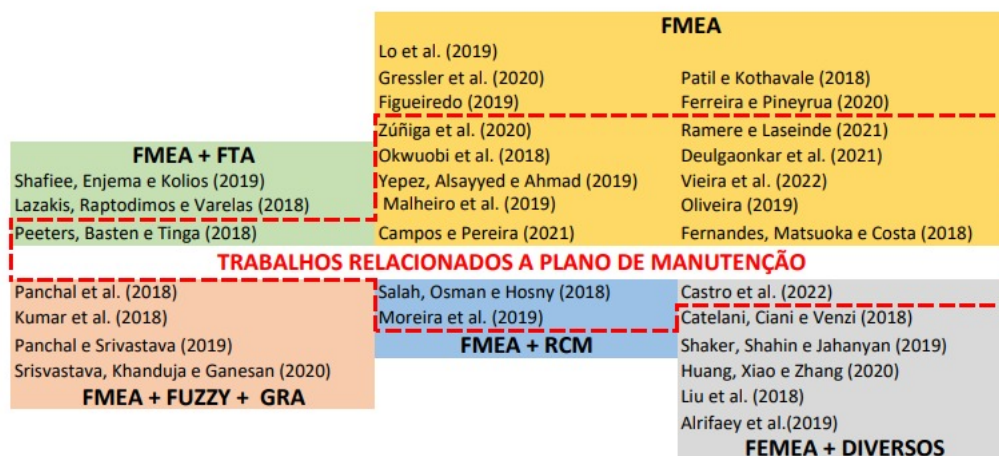 FMEA
Lo et al. (2019)
Gressler et al. (2020)
Figueiredo (2019)
Zúñiga et al. (2020)
Okwuobi et al. (2018)
Yepez, Alsayyed e Ahmad (2019)
Malheiro et al. (2019)
Campos e Pereira (2021)
Patil e Kothavale (2018)
Ferreira e Pineyrua (2020)
Ramere e Laseinde (2021)
Deulgaonkar et al. (2021)
Vieira et al. (2022)
Oliveira (2019)
Fernandes, Matsuoka e Costa (2018)
FMEA + FTA
Shafiee, Enjema e Kolios (2019)
Lazakis, Raptodimos e Varelas (2018)
Peeters, Basten e Tinga (2018)
TRABALHOS RELACIONADOS A PLANO DE MANUTENÇÃO
Panchal et al. (2018)
Kumar et al. (2018)
Panchal e Srivastava (2019)
Srisvastava, Khanduja e Ganesan (2020)
FMEA + FUZZY + GRA
Salah, Osman e Hosny (2018)
Moreira et al. (2019)
FMEA + RCM
Castro et al. (2022)
Catelani, Ciani e Venzi (2018)
Shaker, Shahin e Jahanyan (2019)
Huang, Xiao e Zhang (2020)
Liu et al. (2018)
Alrifaey et al.(2019)
FEMEA + DIVERSOS